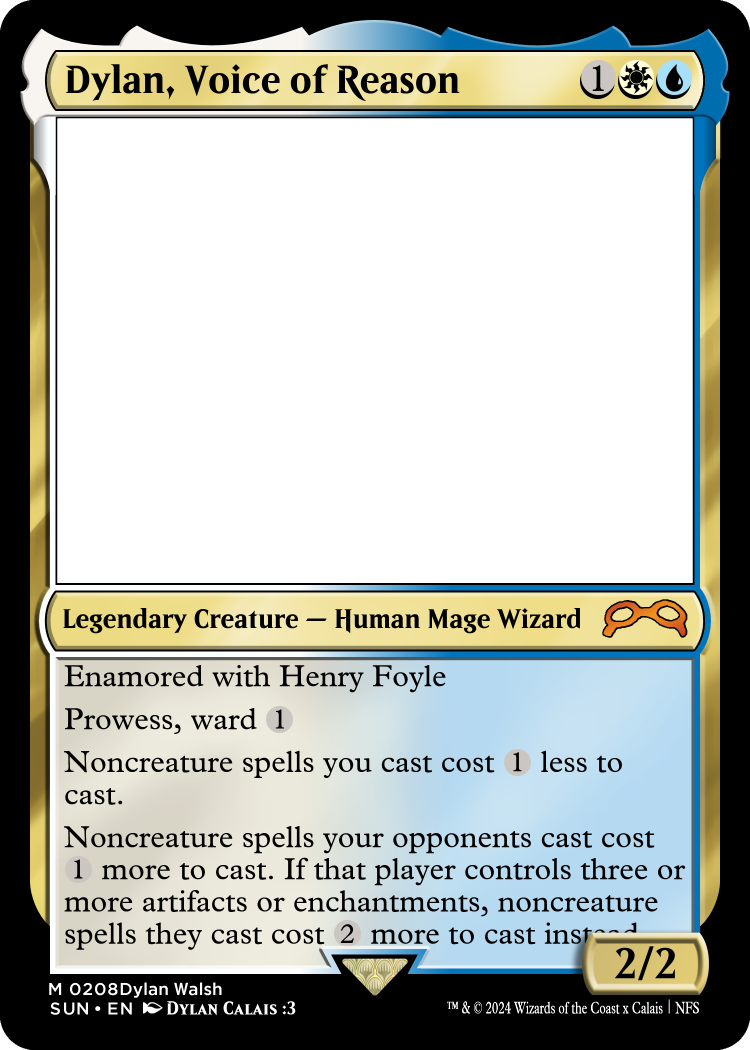 Dylan, Voice of Reason 1
Legendary Creature — Human Mage Wizard
Enamored with Henry Foyle
Prowess, ward 1
Noncreature spells you cast cost 1 less to
cast.
Noncreature spells your opponents cast cost
1 more to cast. If that player controls three or
more artifacts or enchantments, noncreature
spells they cast cost 2 more to cast instead.
2/2
M 0208Dylan Walsh
SUN • EN Dylan Calais :3
™ & © 2024 Wizards of the Coast x Calais | NFS